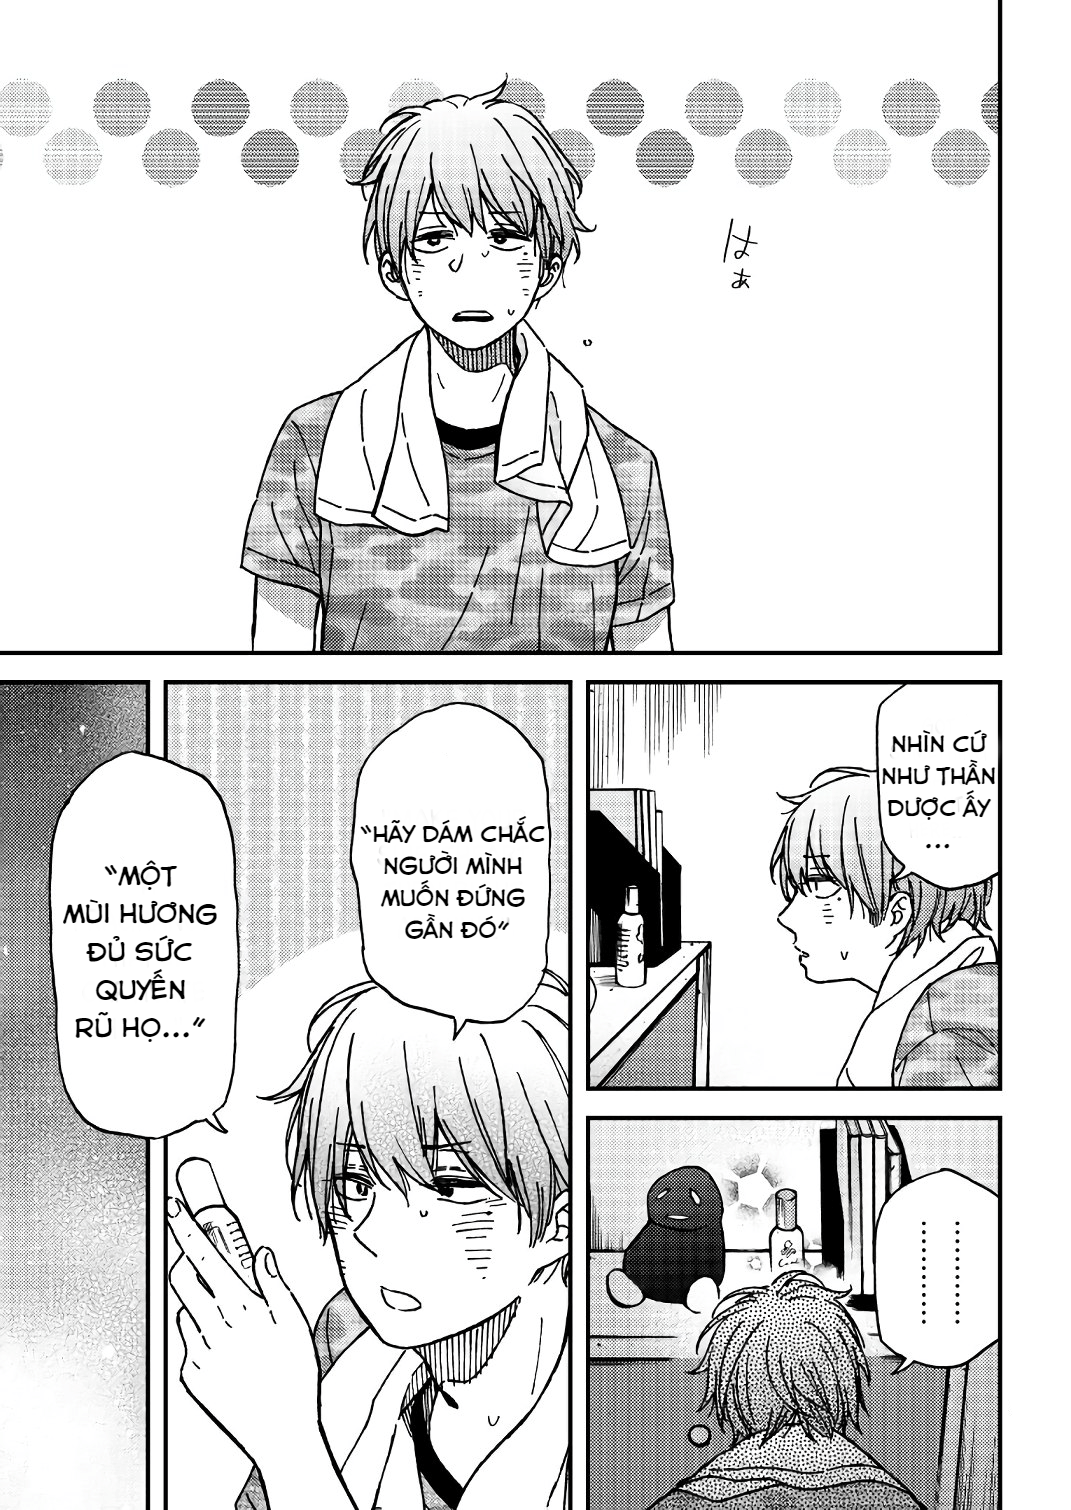 はぁ
NHÌN CỨ
NHƯ THẦN
DƯỢC ẤY
...
.......
.......
“HÃY DÁM CHẮC
NGƯỜI MÌNH
MUỐN ĐỨNG
GẦN ĐÓ”
“MỘT
MÙI HƯƠNG
ĐỦ SỨC
QUYẾN
RŨ HỌ...”